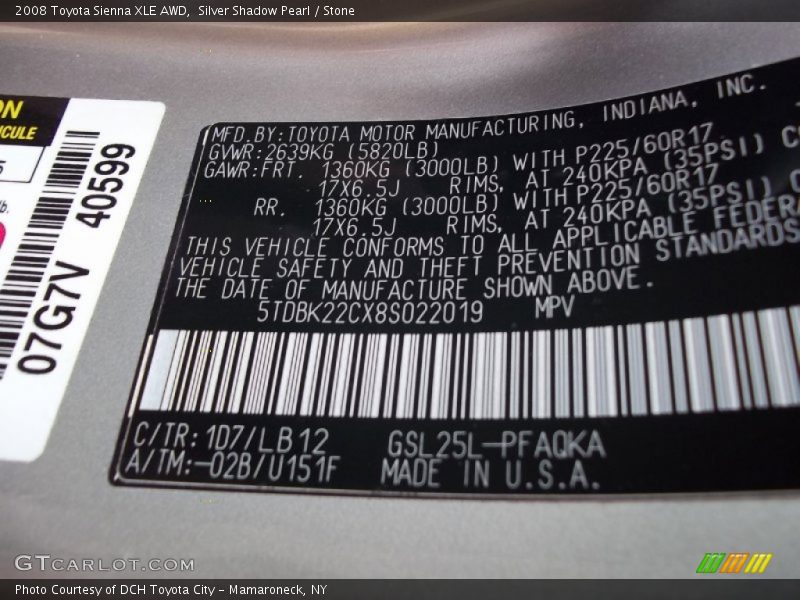 2008 Toyota Sienna XLE AWD, Silver Shadow Pearl / Stone
ON
ICULE
lb.
07G7V 40599
MFD.BY:TOYOTA MOTOR MANUFACTURING, INDIANA, INC.
GVWR:2639KG (5820LB)
GAWR:FRT. 1360KG (3000LB) WITH P225/60R17
17X6.5J RIMS, AT 240KPA (35PSI) CO
RR. 1360KG (3000LB) WITH P225/60R17
17X6.5J RIMS, AT 240KPA (35PSI) C
THIS VEHICLE CONFORMS TO ALL APPLICABLE FEDERA
VEHICLE SAFETY AND THEFT PREVENTION STANDARDS
THE DATE OF MANUFACTURE SHOWN ABOVE.
5TDBK22CX8S022019 MPV
C/TR:1D7/LB12 GSL25L-PFAQKA
A/TM:-02B/U151F MADE IN U.S.A.
GTCARLOT.COM
Photo Courtesy of DCH Toyota City - Mamaroneck, NY